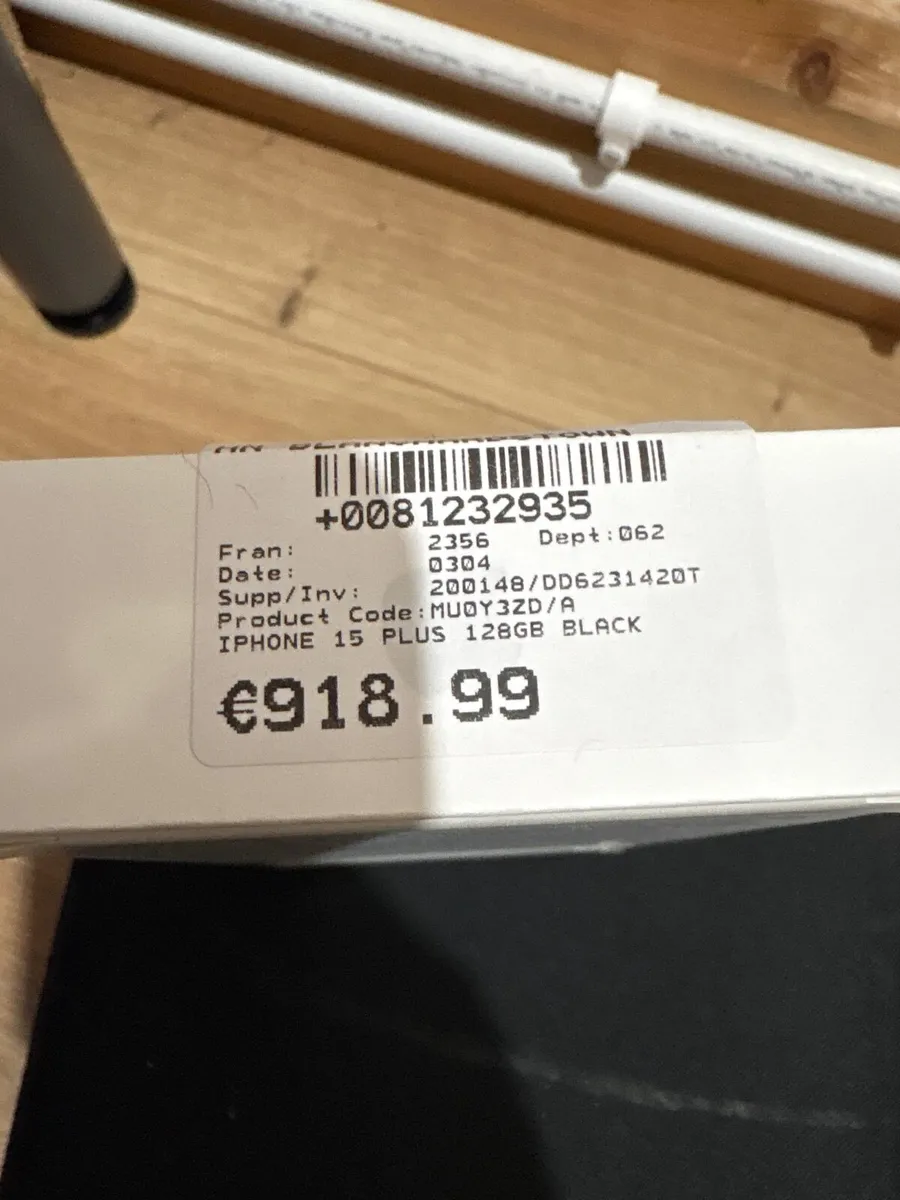 +0081232935
Fran: 2356 Dept:062
Date: 0304
Supp/Inv: 200148/DD6231420T
Product Code:MU0Y3ZD/A
IPHONE 15 PLUS 128GB BLACK
€918.99